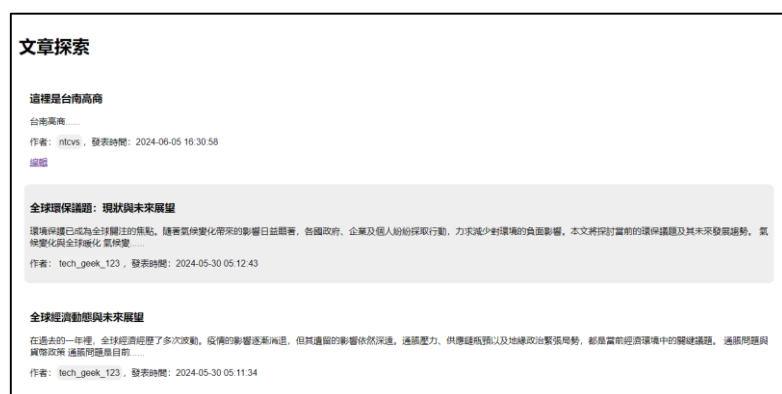 文章探索
這裡是台南高商
台南高商......
作者: ntcvs , 發表時間: 2024-06-05 16:30:58
編輯
全球環保議題: 現狀與未來展望
環境保護已成為全球關注的焦點。隨著氣候變化帶來的影響日益顯著, 各國政府、企業及個人紛紛採取行動, 力求減少對環境的負面影響。本文將探討當前的環保議題及其未來發展趨勢。 氣
候變化與全球暖化 氣候變......
作者: tech_geek_123 , 發表時間: 2024-05-30 05:12:43
全球經濟動態與未來展望
在過去的一年裡, 全球經濟經歷了多次波動。疫情的影響逐漸消退, 但其遺留的影響依然深遠。通脹壓力、供應鏈瓶頸以及地緣政治緊張局勢, 都是當前經濟環境中的關鍵議題。 通脹問題與
貨幣政策 通脹問題是目前......
作者: tech_geek_123 , 發表時間: 2024-05-30 05:11:34